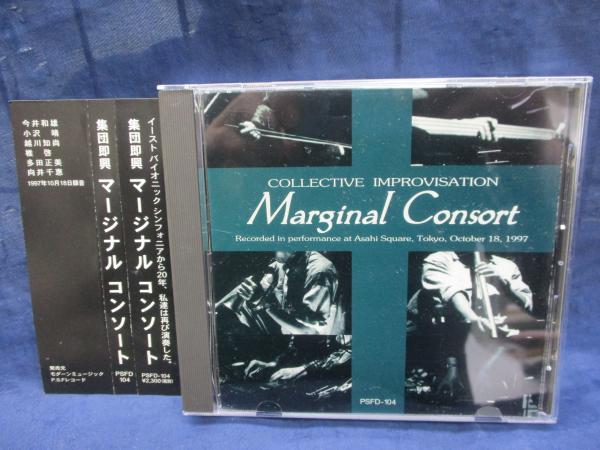 今井和雄
小沢 靖
越川知尚
椎 啓
多田正美
向井千惠
1997年10月18日録音
発売元
モダーンミュージック
P.S.Fレコード
集団即興 マージナル コンソート
PSFD
104
イースト バイオニック シンフォニアから20年、私達は再び演奏した。
集団即興 マージナル コンソート
PSFD-104
¥2,300(税抜)
COLLECTIVE IMPROVISATION
Marginal Consort
Recorded in performance at Asahi Square, Tokyo, October 18, 1997
PSFD-104